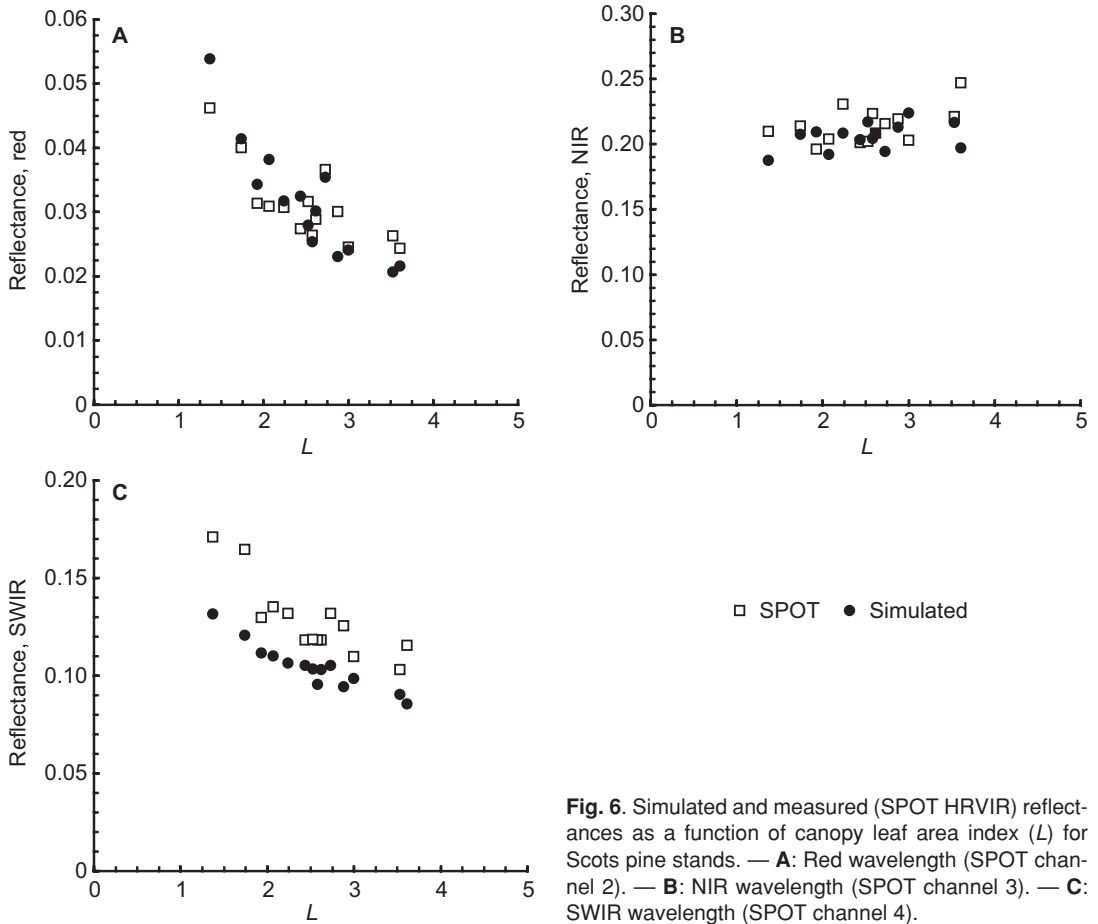 A
Reflectance, red
0.06
0.05
0.04
0.03
0.02
0.01
0
0 1 2 3 4 5
L
B
Reflectance, NIR
0.30
0.25
0.20
0.15
0.10
0.05
0
0 1 2 3 4 5
L
C
Reflectance, SWIR
0.20
0.15
0.10
0.05
0
0 1 2 3 4 5
L
SPOT Simulated
Fig. 6. Simulated and measured (SPOT HRVIR) reflect-
ances as a function of canopy leaf area index (L) for
Scots pine stands. — A: Red wavelength (SPOT chan-
nel 2). — B: NIR wavelength (SPOT channel 3). — C:
SWIR wavelength (SPOT channel 4).